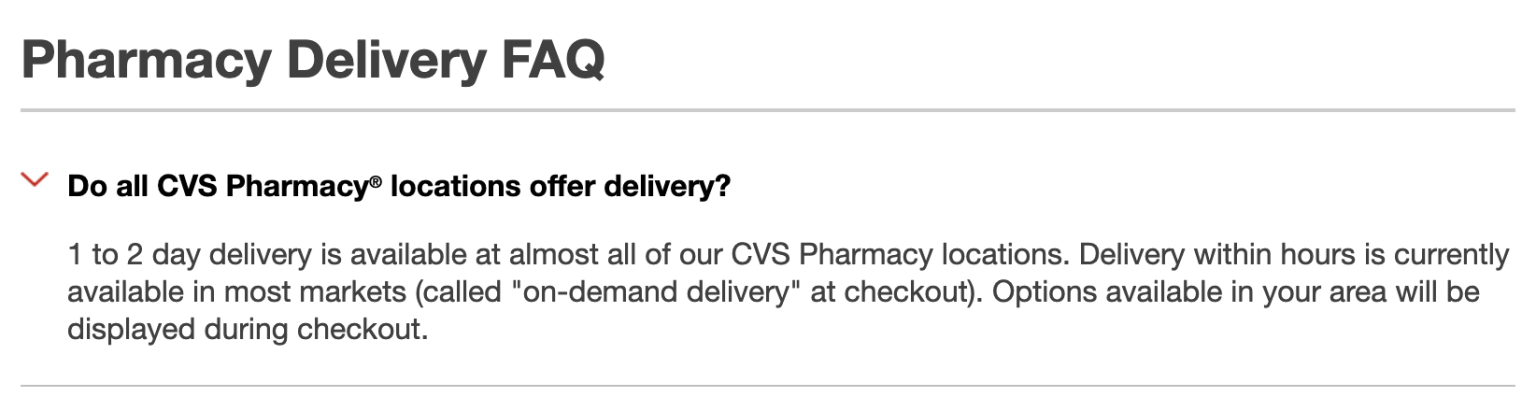 Pharmacy Delivery FAQ
Do all CVS Pharmacy® locations offer delivery?
1 to 2 day delivery is available at almost all of our CVS Pharmacy locations. Delivery within hours is currently
available in most markets (called "on-demand delivery" at checkout). Options available in your area will be
displayed during checkout.